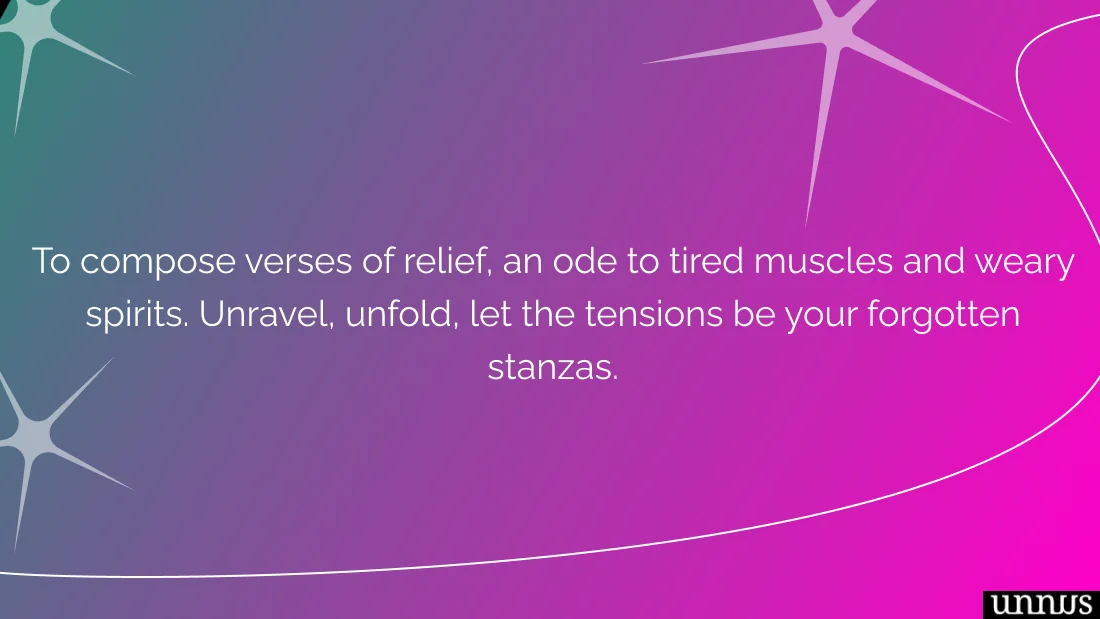 To compose verses of relief, an ode to tired muscles and weary
spirits. Unravel, unfold, let the tensions be your forgotten
stanzas.
unnus